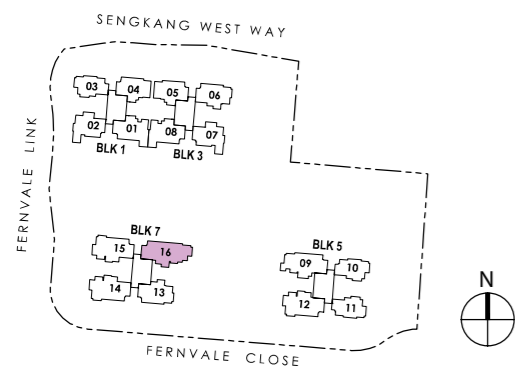 SENGKANG WEST WAY
03 04 05 06
02 01 08 07
BLK 1 BLK 3
FERNVALE LINK
BLK 7
15 16
14 13
BLK 5
09 10
12 11
N
FERNVALE CLOSE